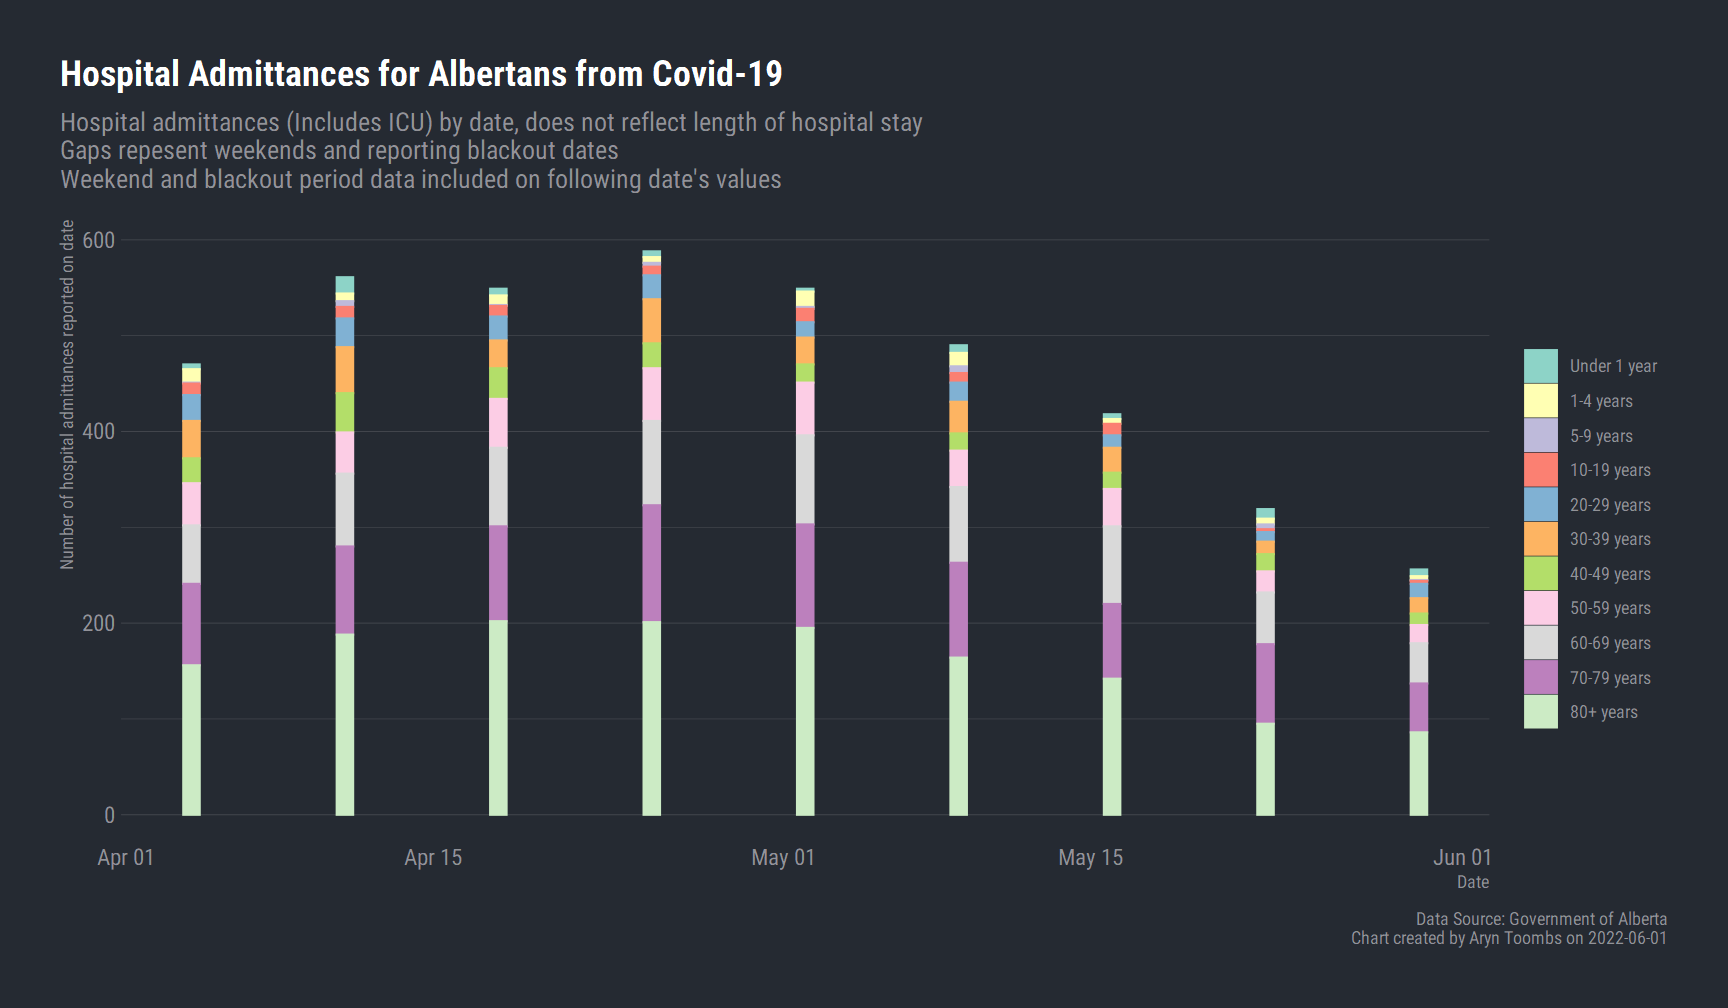 Hospital Admittances for Albertans from Covid-19
Hospital admittances (Includes ICU) by date, does not reflect length of hospital stay
Gaps repesent weekends and reporting blackout dates
Weekend and blackout period data included on following date's values
Number of hospital admittances reported on date
600
400
200
0
Apr 01
Apr 15
May 01
May 15
Jun 01
Date
Under 1 year
1-4 years
5-9 years
10-19 years
20-29 years
30-39 years
40-49 years
50-59 years
60-69 years
70-79 years
80+ years
Data Source: Government of Alberta
Chart created by Aryn Toombs on 2022-06-01